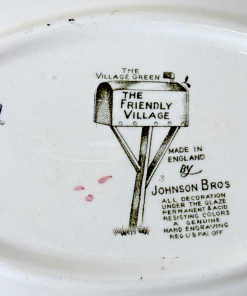 THE
VILLAGE GREEN
THE
FRIENDLY
VILLAGE
MADE IN
ENGLAND
By
JOHNSON BROS
ALL DECORATION
UNDER THE GLAZE
PERMANENT & ACID
RESISTING COLORS
A GENUINE
HAND ENGRAVING
REG U.S. PAT OFF